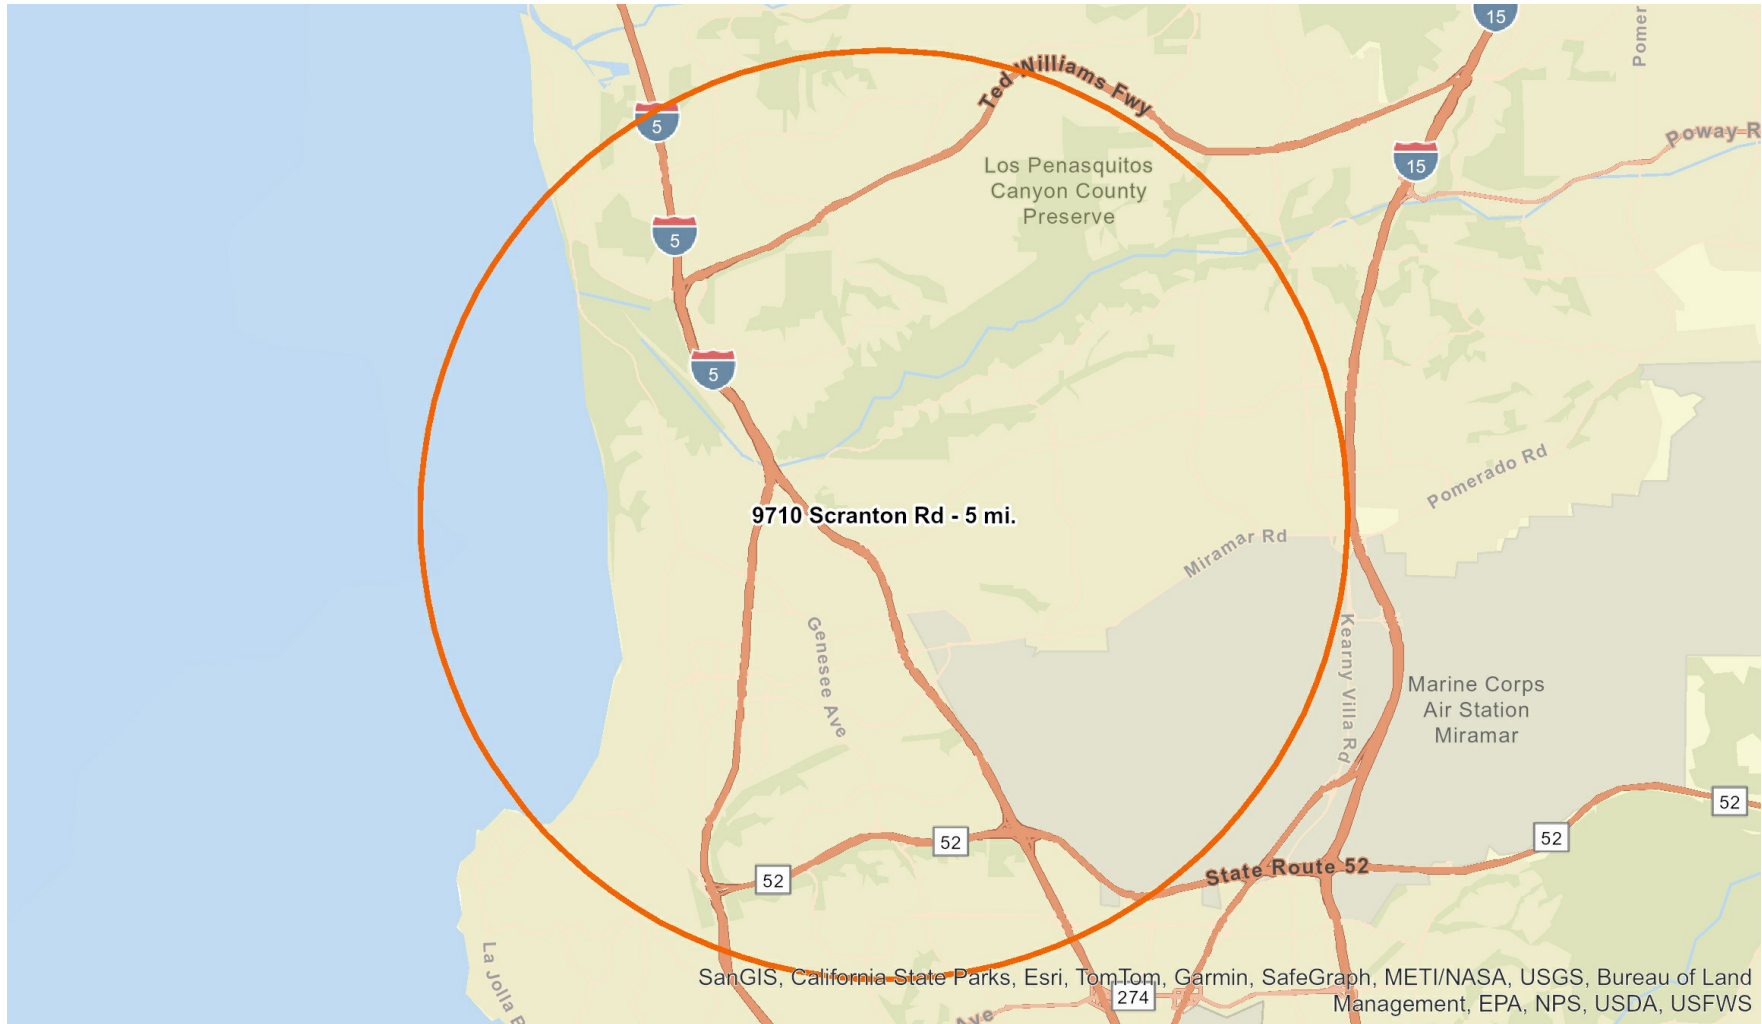 15
Pomer
Ted Williams Fwy
5
Poway R
15
Los Penasquitos
Canyon County
Preserve
5
5
Pomerado Rd
9710 Scranton Rd - 5 mi.
Miramar Rd
Genesee Ave
Kearny Villa Rd
Marine Corps
Air Station
Miramar
52
52
52
State Route 52
52
La Jolla B
SanGIS, California State Parks, Esri, TomTom, Garmin, SafeGraph, METI/NASA, USGS, Bureau of Land
Management, EPA, NPS, USDA, USFWS
274
Ave